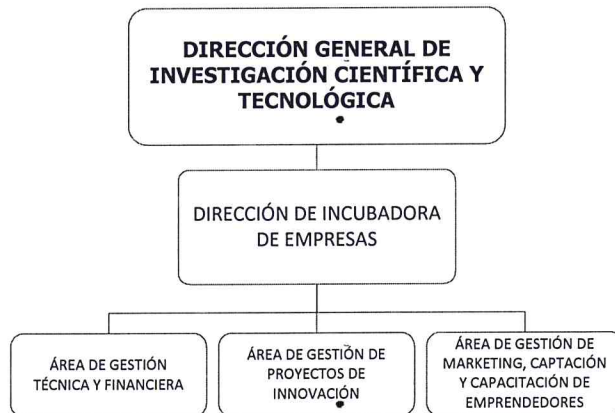 DIRECCIÓN GENERAL DE
INVESTIGACIÓN CIENTÍFICA Y
TECNOLÓGICA
DIRECCIÓN DE INCUBADORA
DE EMPRESAS
ÁREA DE GESTIÓN
TÉCNICA Y FINANCIERA
ÁREA DE GESTIÓN DE
PROYECTOS DE
INNOVACIÓN
ÁREA DE GESTIÓN DE
MARKETING, CAPTACIÓN
Y CAPACITACIÓN DE
EMPRENDEDORES